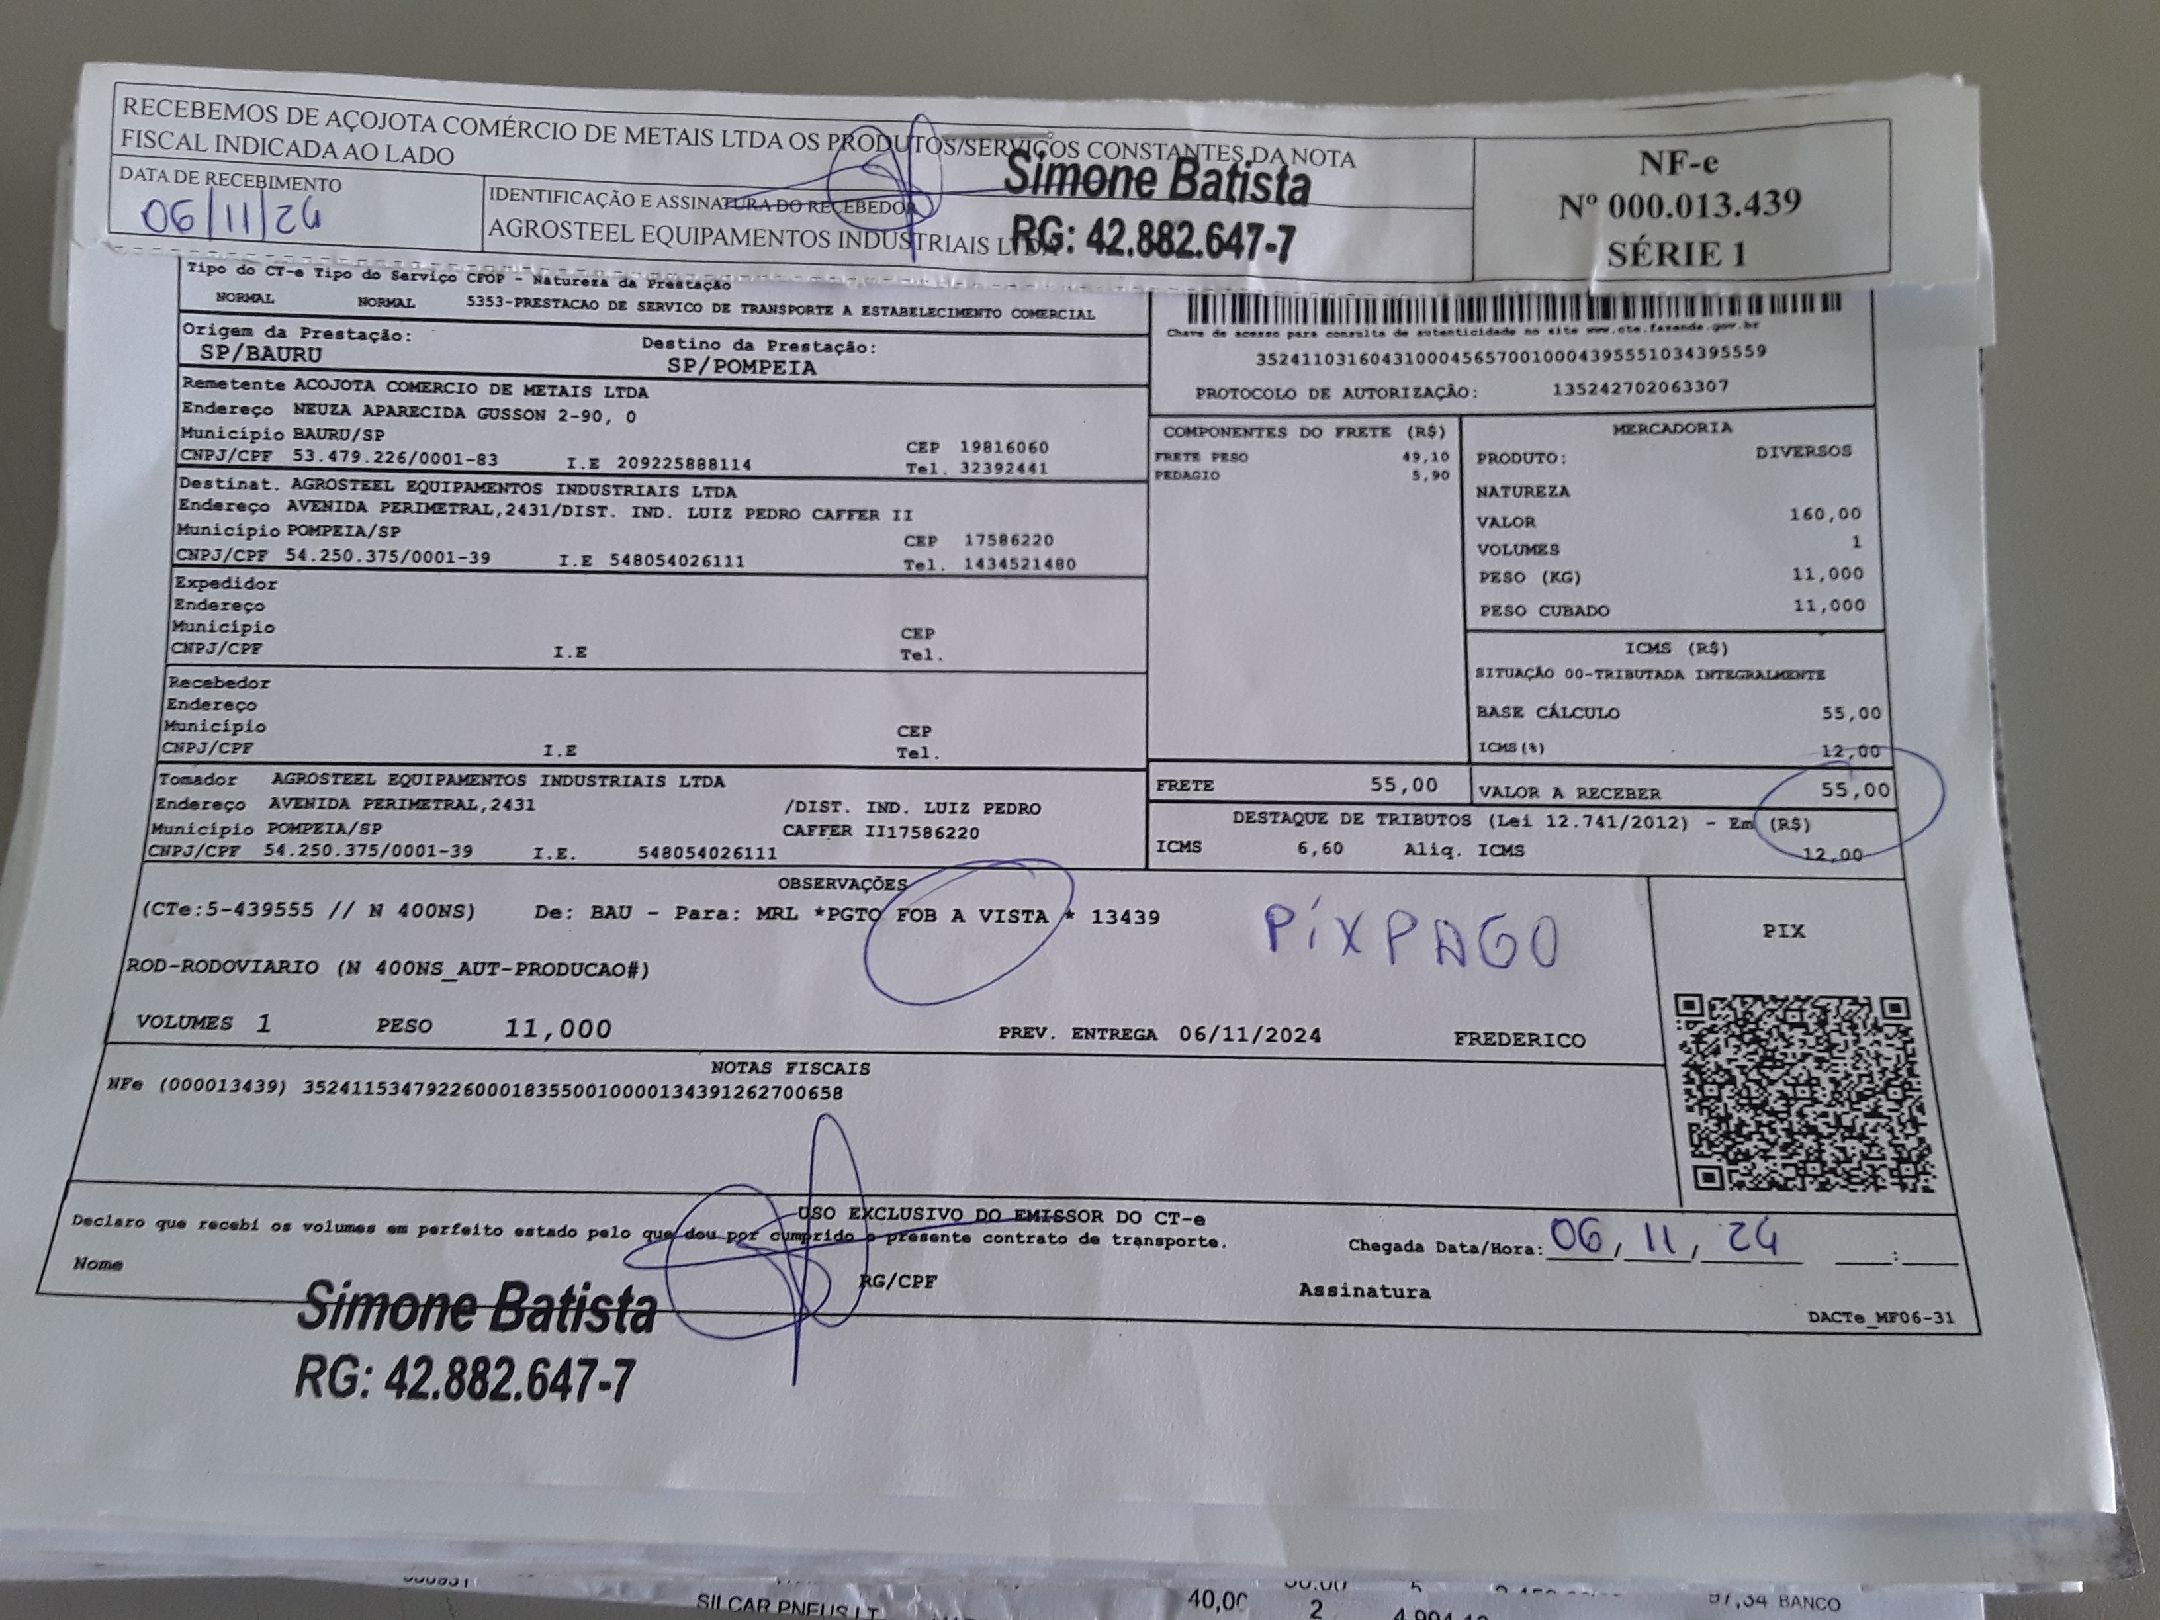 RECEBEMOS DE AÇOJOTA COMÉRCIO DE METAIS LTDA OS PRODUTOS/SERVIÇOS CONSTANTES DA NOTA
FISCAL INDICADA AO LADO
DATA DE RECEBIMENTO
06/11/24
IDENTIFICAÇÃO E ASSINATURA DO RECEBEDOR
AGROSTEEL EQUIPAMENTOS INDUSTRIAIS LTDA
Simone Batista
RG: 42.882.647-7
NF-e
Nº 000.013.439
SÉRIE 1
Tipo do CT-e Tipo do Serviço CFOP - Natureza da Prestação
NORMAL NORMAL 5353-PRESTACAO DE SERVICO DE TRANSPORTE A ESTABELECIMENTO COMERCIAL
Origem da Prestação: Destino da Prestação:
SP/BAURU SP/POMPEIA
Remetente ACOJOTA COMERCIO DE METAIS LTDA
Endereço NEUZA APARECIDA GUSSON 2-90, 0
Município BAURU/SP CEP 19816060
CNPJ/CPF 53.479.226/0001-83 I.E 209225888114 Tel. 32392441
Destinat. AGROSTEEL EQUIPAMENTOS INDUSTRIAIS LTDA
Endereço AVENIDA PERIMETRAL,2431/DIST. IND. LUIZ PEDRO CAFFER II
Município POMPEIA/SP CEP 17586220
CNPJ/CPF 54.250.375/0001-39 I.E 548054026111 Tel. 1434521480
Expedidor
Endereço
Município CEP
CNPJ/CPF I.E Tel.
Recebedor
Endereço
Município CEP
CNPJ/CPF I.E Tel.
Tomador AGROSTEEL EQUIPAMENTOS INDUSTRIAIS LTDA
Endereço AVENIDA PERIMETRAL,2431 /DIST. IND. LUIZ PEDRO
Município POMPEIA/SP CAFFER II17586220
CNPJ/CPF 54.250.375/0001-39 I.E. 548054026111
Chave de acesso para consulta de autenticidade no site www.cte.fazenda.gov.br
35241103160431000456570010004395551034395559
PROTOCOLO DE AUTORIZAÇÃO: 135242702063307
COMPONENTES DO FRETE (R$)
FRETE PESO 49,10
PEDAGIO 5,90
MERCADORIA
PRODUTO: DIVERSOS
NATUREZA
VALOR 160,00
VOLUMES 1
PESO (KG) 11,000
PESO CUBADO 11,000
ICMS (R$)
SITUAÇÃO 00-TRIBUTADA INTEGRALMENTE
BASE CÁLCULO 55,00
ICMS(%) 12,00
FRETE 55,00 VALOR A RECEBER 55,00
DESTAQUE DE TRIBUTOS (Lei 12.741/2012) - Em (R$)
ICMS 6,60 Aliq. ICMS 12,00
OBSERVAÇÕES
(CTe:5-439555 // N 400NS) De: BAU - Para: MRL *PGTO FOB A VISTA * 13439
PIXPAGO
PIX
ROD-RODOVIARIO (N 400NS_AUT-PRODUCAO#)
VOLUMES 1 PESO 11,000 PREV. ENTREGA 06/11/2024 FREDERICO
NOTAS FISCAIS
NFe (000013439) 35241153479226000183550010000134391262700658
USO EXCLUSIVO DO EMISSOR DO CT-e
Declaro que recebi os volumes em perfeito estado pelo que dou por cumprido o presente contrato de transporte.
Chegada Data/Hora: 06/11/24 :
Nome RG/CPF Assinatura
DACTe_MF06-31
Simone Batista
RG: 42.882.647-7
SILCAR PNEUS LT
40,00
2
97,34 BANCO